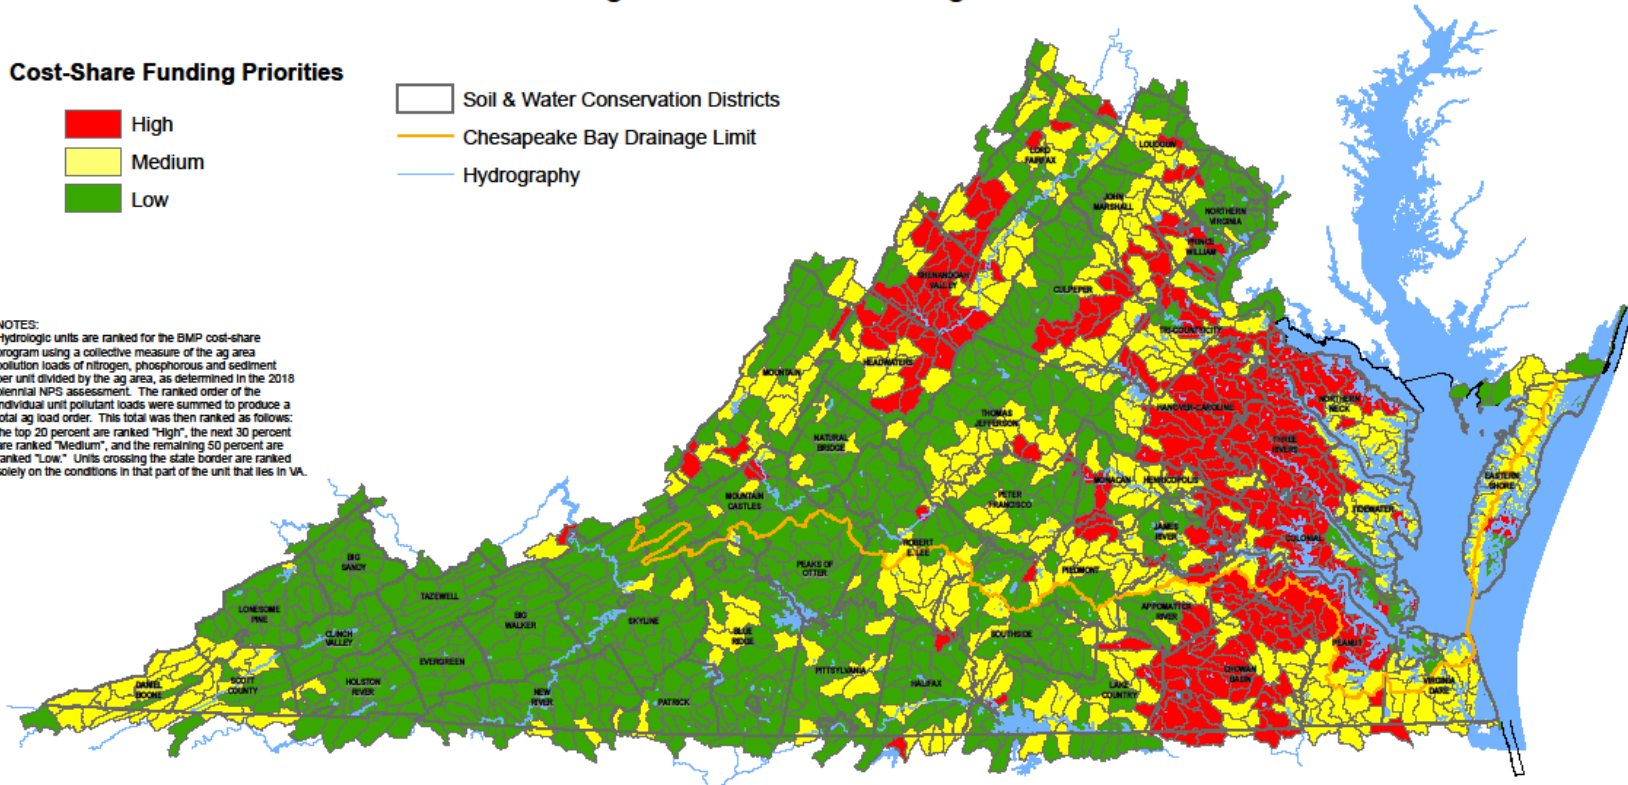 Cost-Share Funding Priorities
High
Medium
Low
Soil & Water Conservation Districts
Chesapeake Bay Drainage Limit
Hydrography
NOTES:
Hydrologic units are ranked for the BMP cost-share
program using a collective measure of the ag area
pollution loads of nitrogen, phosphorous and sediment
per unit divided by the ag area, as determined in the 2018
biennial NPS assessment. The ranked order of the
individual unit pollutant loads were summed to produce a
total ag load order. This total was then ranked as follows:
the top 20 percent are ranked "High", the next 30 percent
are ranked "Medium", and the remaining 50 percent are
ranked "Low." Units crossing the state border are ranked
solely on the conditions in that part of the unit that lies in VA.
LORD
FAIRFAX
LOUDOUN
JOHN
MARSHALL
NORTHERN
VIRGINIA
PRINCE
WILLIAM
SHENANDOAH
VALLEY
CULPEPER
TRI-COUNTY/CITY
HEADWATERS
MOUNTAIN
NORTHERN
NECK
HANOVER-CAROLINE
THOMAS
JEFFERSON
THREE
RIVERS
NATURAL
BRIDGE
MONACAN
HENRICOPOLIS
EASTERN
SHORE
MOUNTAIN
CASTLES
PETER
FRANCISCO
TIDEWATER
JAMES
RIVER
COLONIAL
ROBERT
E. LEE
BIG
SANDY
PEAKS OF
OTTER
PIEDMONT
TAZEWELL
LONESOME
PINE
BIG
WALKER
SKYLINE
APPOMATTOX
RIVER
CLINCH
VALLEY
BLUE
RIDGE
SOUTHSIDE
PEANUT
EVERGREEN
PITTSYLVANIA
CHOWAN
BASIN
DANIEL
BOONE
SCOTT
COUNTY
HOLSTON
RIVER
HALIFAX
LAKE
COUNTRY
VIRGINIA
DARE
NEW
RIVER
PATRICK